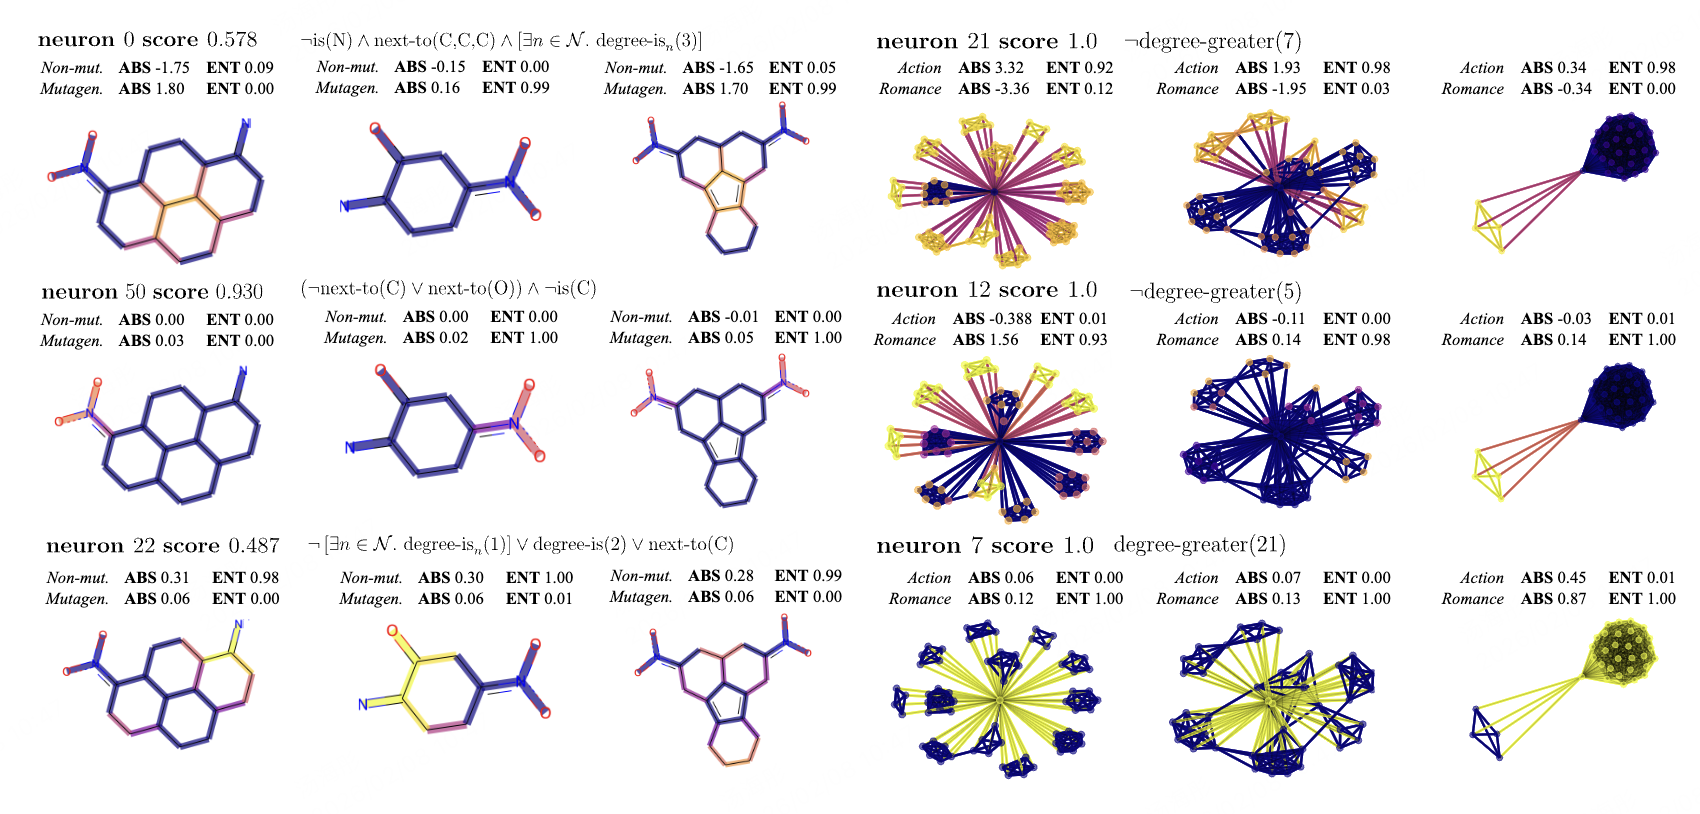 neuron 0 score 0.578 ¬is(N) ∧ next-to(C,C,C) ∧ [∃n ∈ 𝒩. degree-isₙ(3)]
Non-mut. ABS -1.75 ENT 0.09
Mutagen. ABS 1.80 ENT 0.00
Non-mut. ABS -0.15 ENT 0.00
Mutagen. ABS 0.16 ENT 0.99
Non-mut. ABS -1.65 ENT 0.05
Mutagen. ABS 1.70 ENT 0.99
O
N
O
N
O
N
N
O
O
O
N
O
O
N
O
neuron 50 score 0.930 (¬next-to(C) ∨ next-to(O)) ∧ ¬is(C)
Non-mut. ABS 0.00 ENT 0.00
Mutagen. ABS 0.03 ENT 0.00
Non-mut. ABS 0.00 ENT 0.00
Mutagen. ABS 0.02 ENT 1.00
Non-mut. ABS -0.01 ENT 0.00
Mutagen. ABS 0.05 ENT 1.00
O
N
O
N
O
N
N
O
O
O
N
O
O
N
O
neuron 22 score 0.487 ¬ [∃n ∈ 𝒩. degree-isₙ(1)] ∨ degree-is(2) ∨ next-to(C)
Non-mut. ABS 0.31 ENT 0.98
Mutagen. ABS 0.06 ENT 0.00
Non-mut. ABS 0.30 ENT 1.00
Mutagen. ABS 0.06 ENT 0.01
Non-mut. ABS 0.28 ENT 0.99
Mutagen. ABS 0.06 ENT 0.00
O
N
O
N
O
N
N
O
O
O
N
O
O
N
O
neuron 21 score 1.0 ¬degree-greater(7)
Action ABS 3.32 ENT 0.92
Romance ABS -3.36 ENT 0.12
Action ABS 1.93 ENT 0.98
Romance ABS -1.95 ENT 0.03
Action ABS 0.34 ENT 0.98
Romance ABS -0.34 ENT 0.00
neuron 12 score 1.0 ¬degree-greater(5)
Action ABS -0.388 ENT 0.01
Romance ABS 1.56 ENT 0.93
Action ABS -0.11 ENT 0.00
Romance ABS 0.14 ENT 0.98
Action ABS -0.03 ENT 0.01
Romance ABS 0.14 ENT 1.00
neuron 7 score 1.0 degree-greater(21)
Action ABS 0.06 ENT 0.00
Romance ABS 0.12 ENT 1.00
Action ABS 0.07 ENT 0.00
Romance ABS 0.13 ENT 1.00
Action ABS 0.45 ENT 0.01
Romance ABS 0.87 ENT 1.00